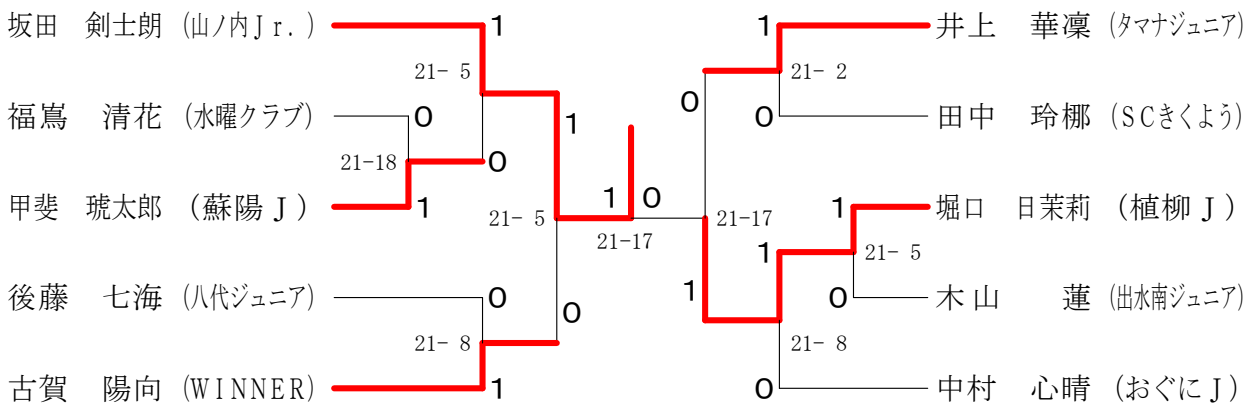 坂田　剣士朗 (山ノ内Jr.) 1 1 井上　華凜 (タマナジュニア)
21- 5 21- 2
0
福嶌　清花 (水曜クラブ) 0 1 0 田中　玲梛 (SCきくよう)
21-18 0
甲斐　琥太郎 (蘇陽J) 1 1 0 1 堀口　日茉莉 (植柳J)
21- 5 21-17 21-17 1 21- 5
後藤　七海 (八代ジュニア) 0 0 1 0 木山　蓮 (出水南ジュニア)
21- 8 21- 8
古賀　陽向 (WINNER) 1 0 中村　心晴 (おぐにJ)